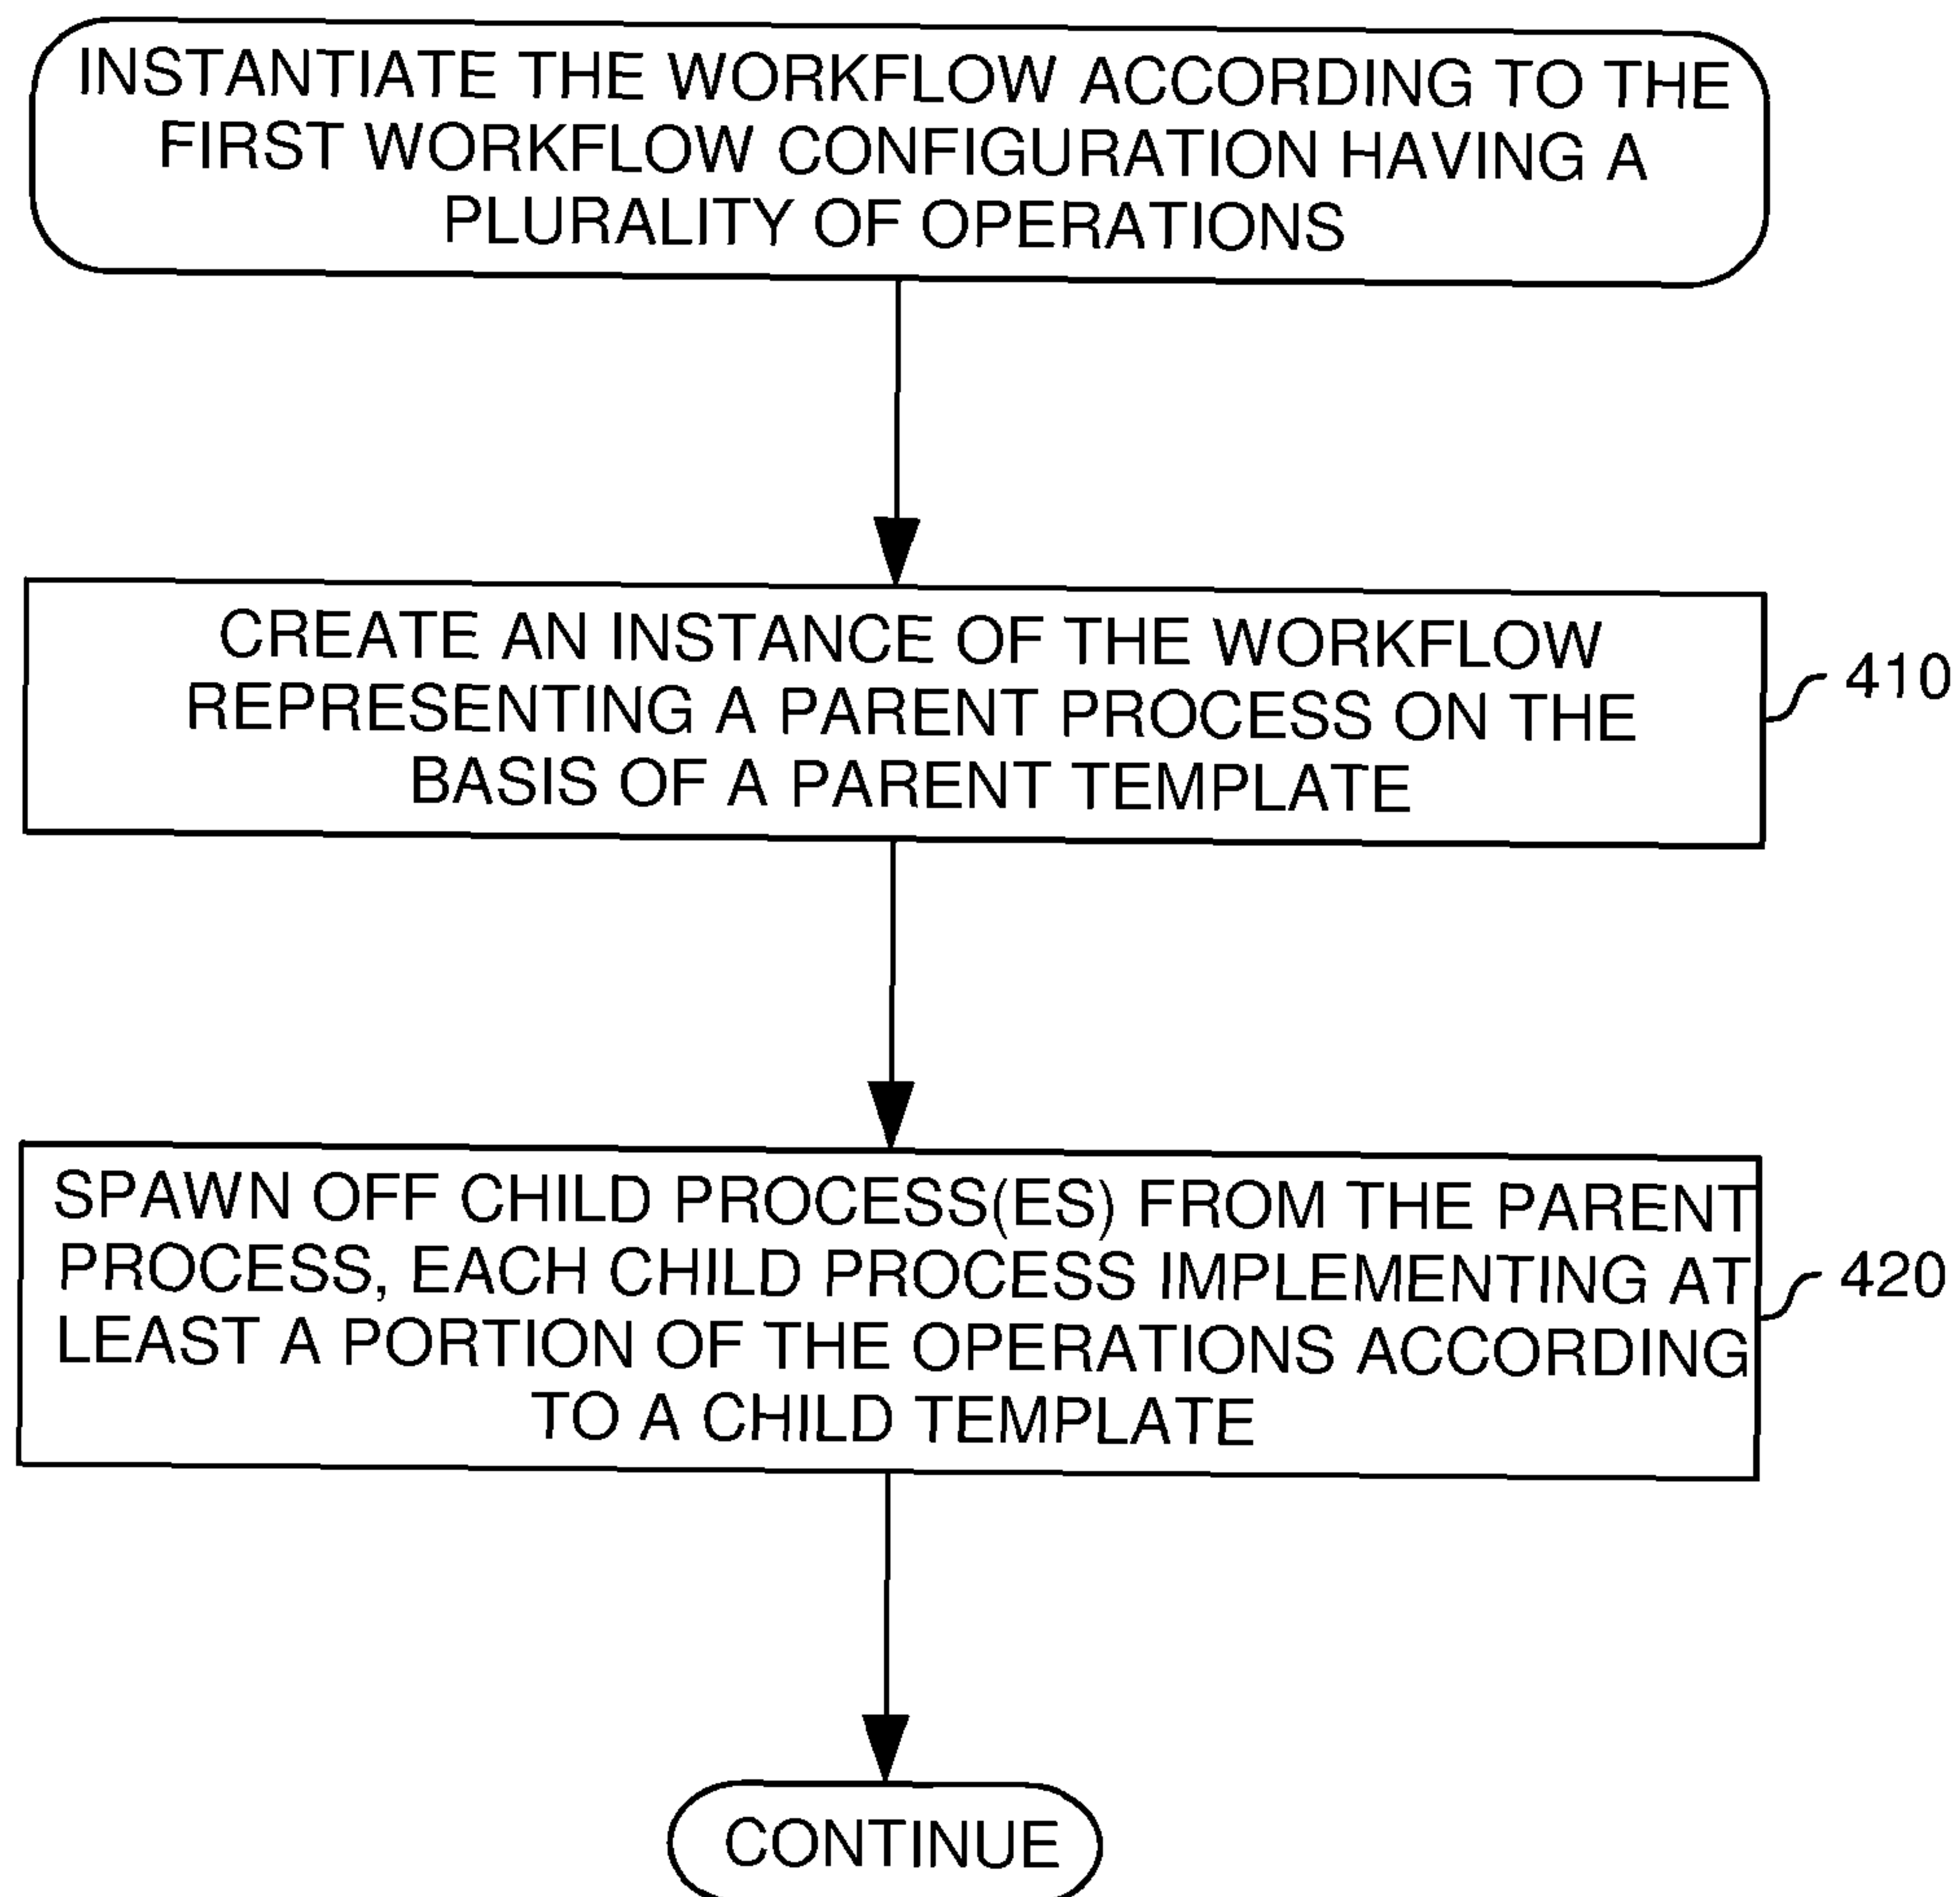 INSTANTIATE THE WORKFLOW ACCORDING TO THE
FIRST WORKFLOW CONFIGURATION HAVING A
PLURALITY OF OPERATIONS
CREATE AN INSTANCE OF THE WORKFLOW
REPRESENTING A PARENT PROCESS ON THE
BASIS OF A PARENT TEMPLATE
410
SPAWN OFF CHILD PROCESS(ES) FROM THE PARENT
PROCESS, EACH CHILD PROCESS IMPLEMENTING AT
LEAST A PORTION OF THE OPERATIONS ACCORDING
TO A CHILD TEMPLATE
420
CONTINUE